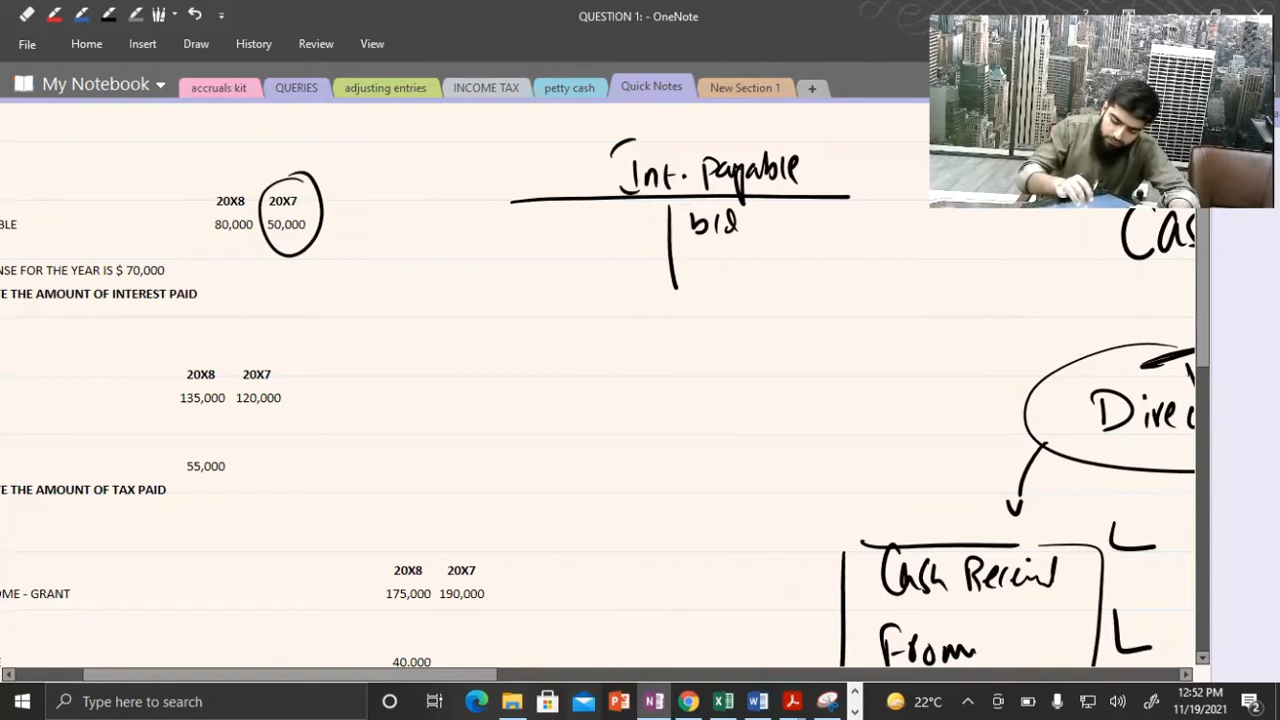 QUESTION 1: - OneNote
File Home Insert Draw History Review View
My Notebook accruals kit QUERIES adjusting entries INCOMETAX petty cash Quick Notes New Section 1 +
Int. payable
20X8 20X7
BLE 80,000 50,000
b/d
Cas
NSE FOR THE YEAR IS $ 70,000
TE THE AMOUNT OF INTEREST PAID
20X8 20X7
135,000 120,000
Direc
55,000
TE THE AMOUNT OF TAX PAID
20X8 20X7
OME - GRANT 175,000 190,000
Cash
From
40,000
Type here to search
22°C
12:52 PM
11/19/2021
2